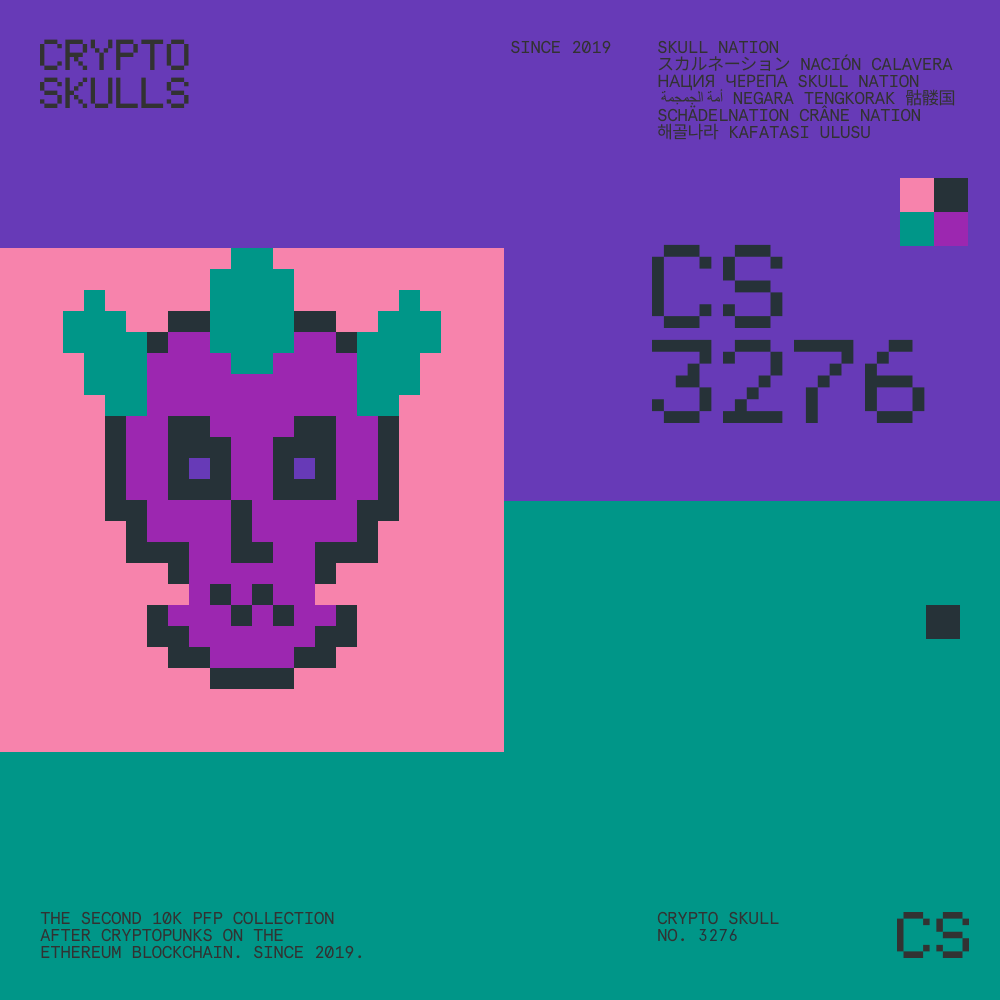 CRYPTO
SKULLS
SINCE 2019
SKULL NATION
スカルネーション NACIÓN CALAVERA
НАЦИЯ ЧЕРЕПА SKULL NATION
أمة الجمجمة NEGARA TENGKORAK 骷髅国
SCHÄDELNATION CRÂNE NATION
해골나라 KAFATASI ULUSU
CS
3276
THE SECOND 10K PFP COLLECTION
AFTER CRYPTOPUNKS ON THE
ETHEREUM BLOCKCHAIN. SINCE 2019.
CRYPTO SKULL
NO. 3276
CS